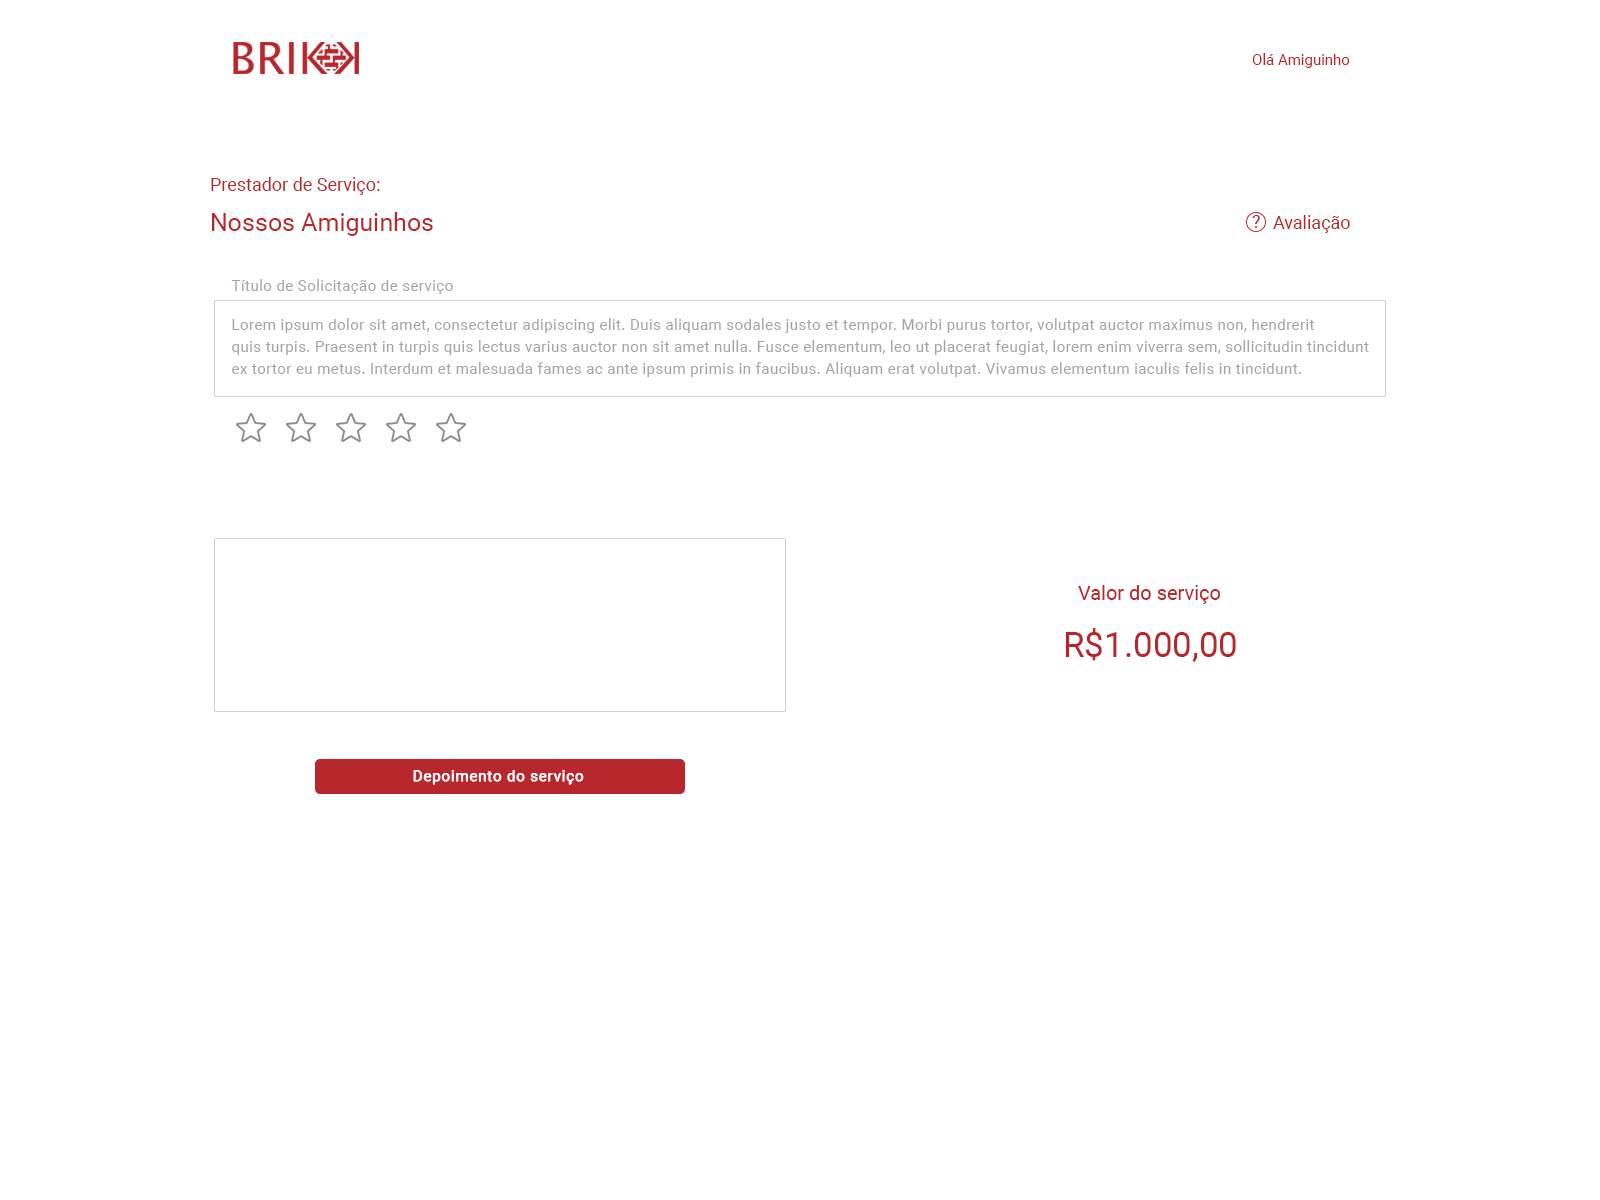 BRIKK
Olá Amiguinho
Prestador de Serviço:
Nossos Amiguinhos
? Avaliação
Título de Solicitação de serviço
Lorem ipsum dolor sit amet, consectetur adipiscing elit. Duis aliquam sodales justo et tempor. Morbi purus tortor, volutpat auctor maximus non, hendrerit
quis turpis. Praesent in turpis quis lectus varius auctor non sit amet nulla. Fusce elementum, leo ut placerat feugiat, lorem enim viverra sem, sollicitudin tincidunt
ex tortor eu metus. Interdum et malesuada fames ac ante ipsum primis in faucibus. Aliquam erat volutpat. Vivamus elementum iaculis felis in tincidunt.
Valor do serviço
R$1.000,00
Depoimento do serviço